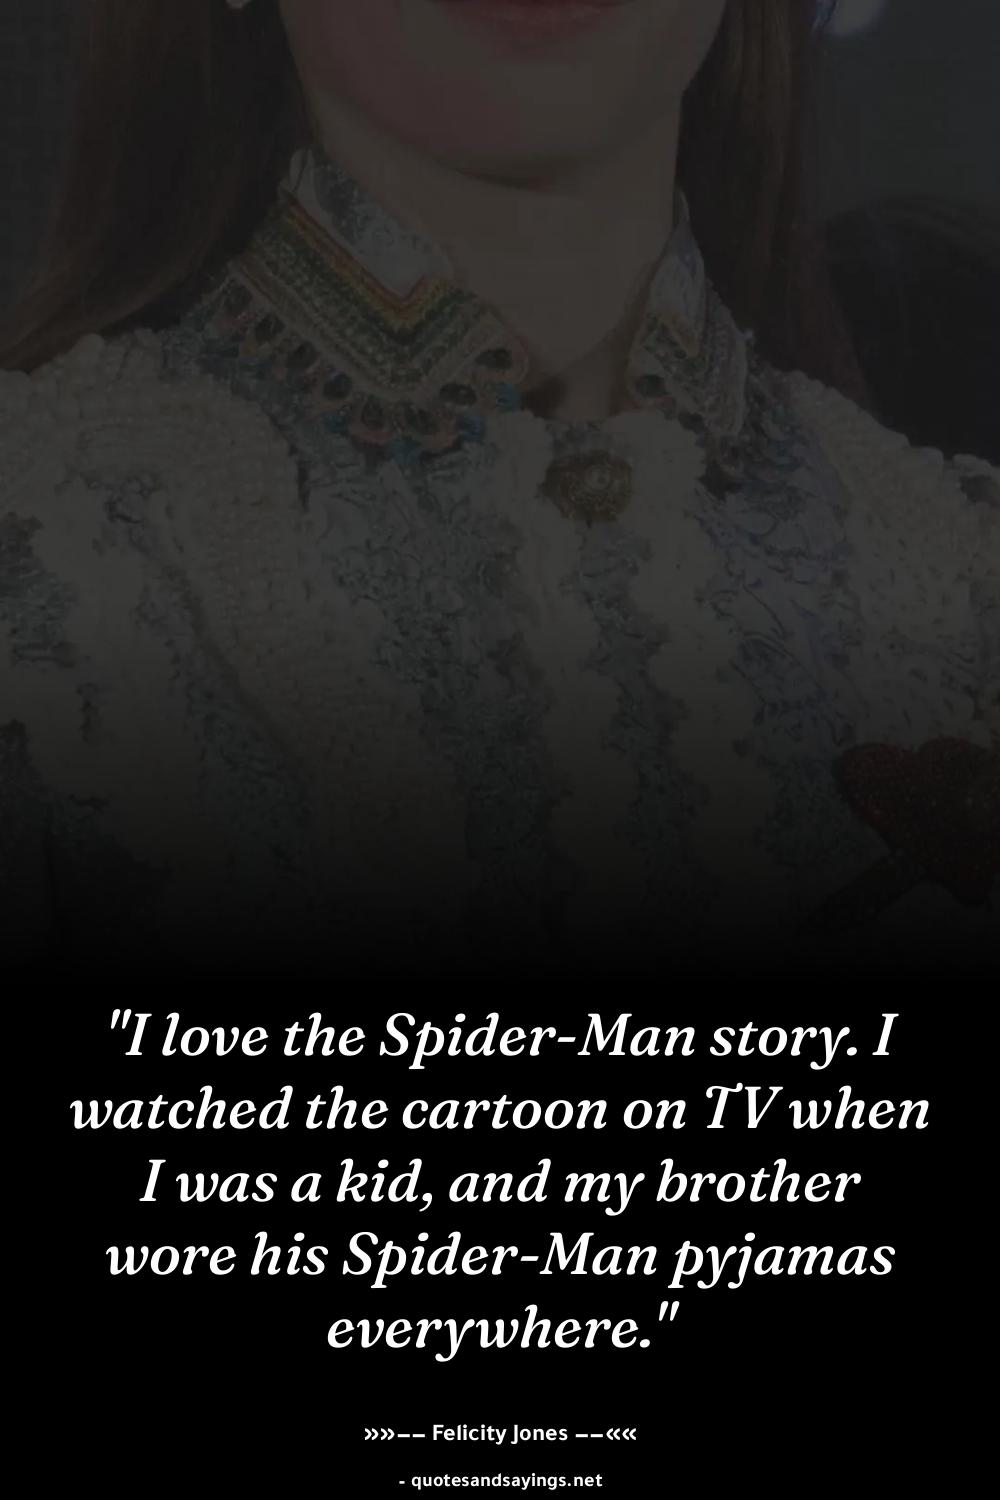 "I love the Spider-Man story. I
watched the cartoon on TV when
I was a kid, and my brother
wore his Spider-Man pyjamas
everywhere."
»»–– Felicity Jones ––««
- quotesandsayings.net